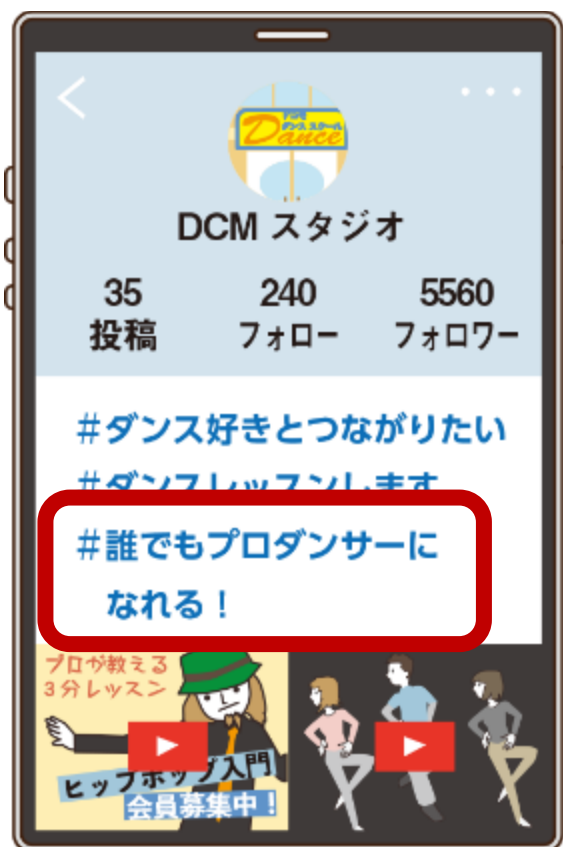 Dance
DCM スタジオ
35
240
5560
投稿
フォロー
フォロワー
#ダンス好きとつながりたい
#ダンスレッスンします
#誰でもプロダンサーに
なれる！
プロが教える
3分レッスン
ヒップホップ入門
会員募集中！